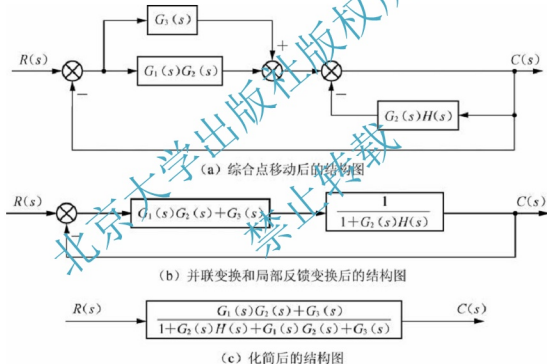 G₃(s)
R(s)
G₁(s)G₂(s)
+
C(s)
−
−
G₂(s)H(s)
(a) 综合点移动后的结构图
R(s)
G₁(s)G₂(s)+G₃(s)
1
1+G₂(s)H(s)
C(s)
−
(b) 并联变换和局部反馈变换后的结构图
R(s)
G₁(s)G₂(s)+G₃(s)
1+G₂(s)H(s)+G₁(s)G₂(s)+G₃(s)
C(s)
(c) 化简后的结构图
北京大学出版社版权所有
禁止转载